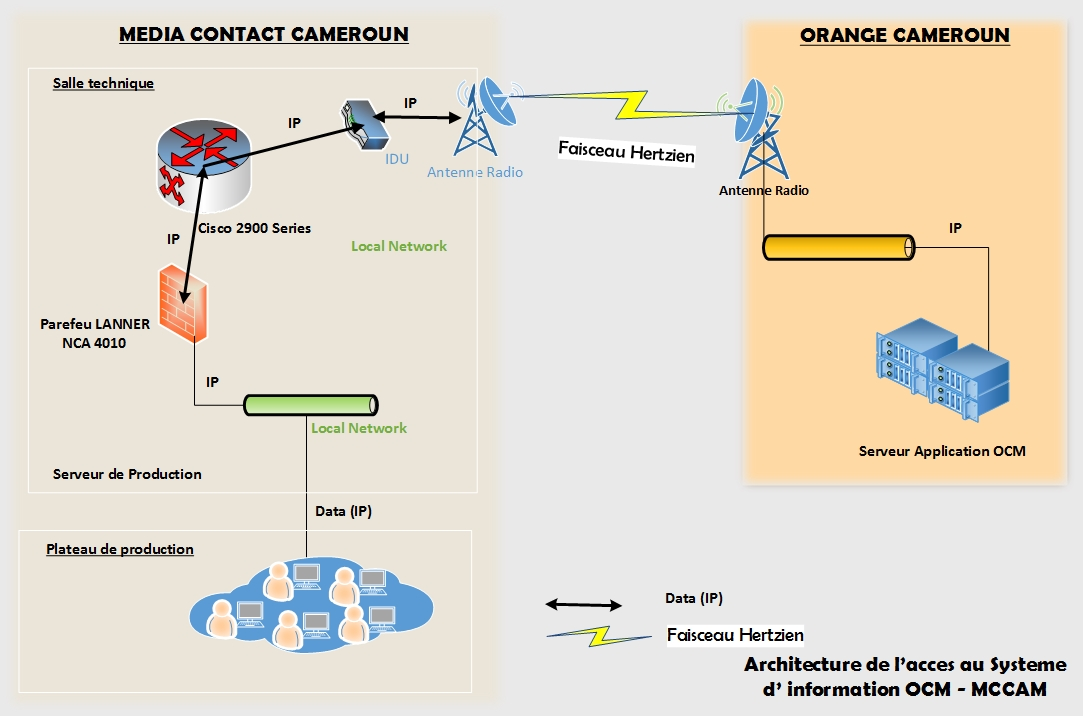 MEDIA CONTACT CAMEROUN
Salle technique
IP
IP
IDU
Antenne Radio
Cisco 2900 Series
IP
Local Network
Parefeu LANNER
NCA 4010
IP
Local Network
Serveur de Production
Data (IP)
Plateau de production
Faisceau Hertzien
ORANGE CAMEROUN
Antenne Radio
IP
Serveur Application OCM
Data (IP)
Faisceau Hertzien
Architecture de l'acces au Systeme
d' information OCM - MCCAM